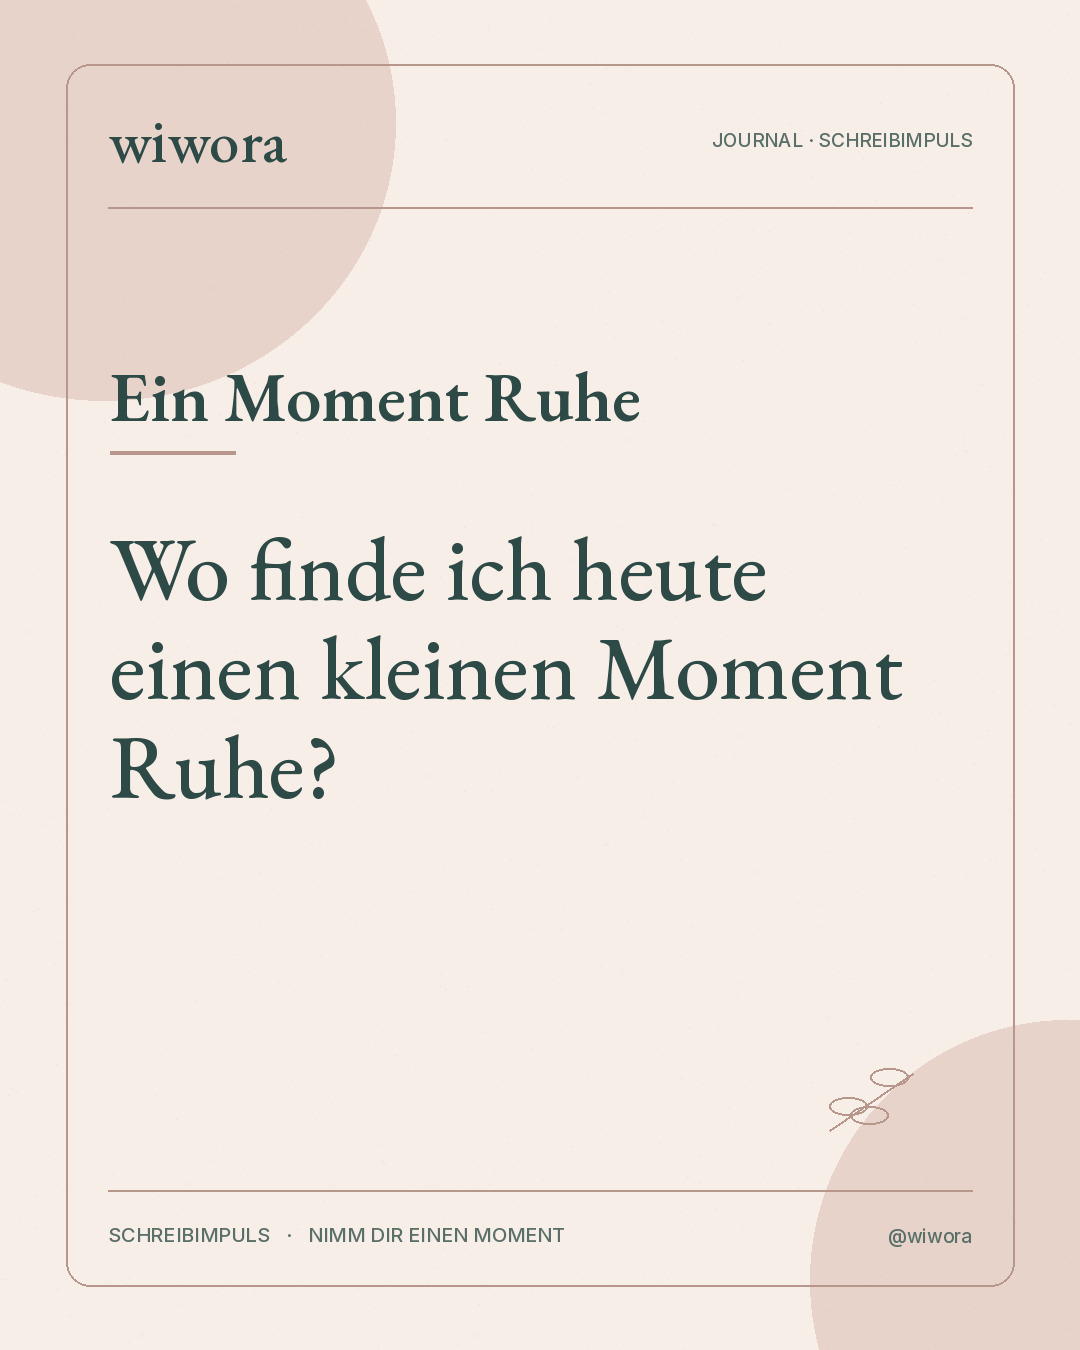 wiwora
JOURNAL · SCHREIBIMPULS
Ein Moment Ruhe
Wo finde ich heute
einen kleinen Moment
Ruhe?
SCHREIBIMPULS · NIMM DIR EINEN MOMENT
@wiwora